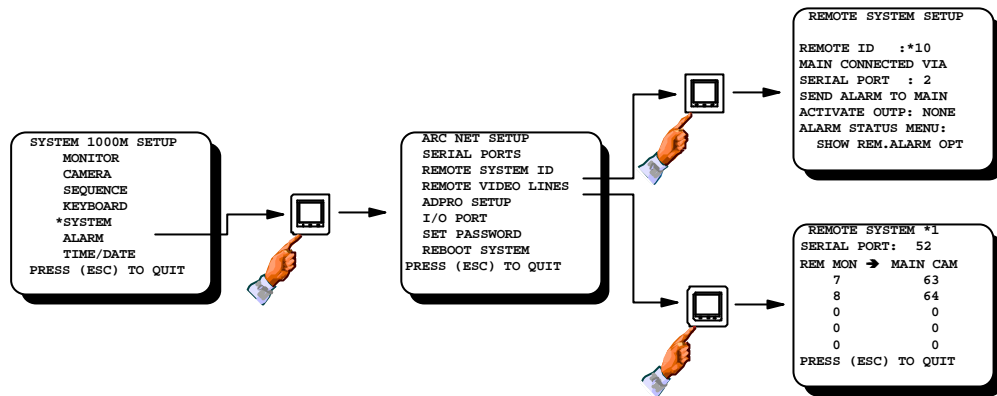 SYSTEM 1000M SETUP
MONITOR
CAMERA
SEQUENCE
KEYBOARD
*SYSTEM
ALARM
TIME/DATE
PRESS (ESC) TO QUIT
ARC NET SETUP
SERIAL PORTS
REMOTE SYSTEM ID
REMOTE VIDEO LINES
ADPRO SETUP
I/O PORT
SET PASSWORD
REBOOT SYSTEM
PRESS (ESC) TO QUIT
REMOTE SYSTEM SETUP
REMOTE ID :*10
MAIN CONNECTED VIA
SERIAL PORT : 2
SEND ALARM TO MAIN
ACTIVATE OUTP: NONE
ALARM STATUS MENU:
SHOW REM.ALARM OPT
REMOTE SYSTEM *1
SERIAL PORT: 52
REM MON ➔ MAIN CAM
7 63
8 64
0 0
0 0
0 0
PRESS (ESC) TO QUIT